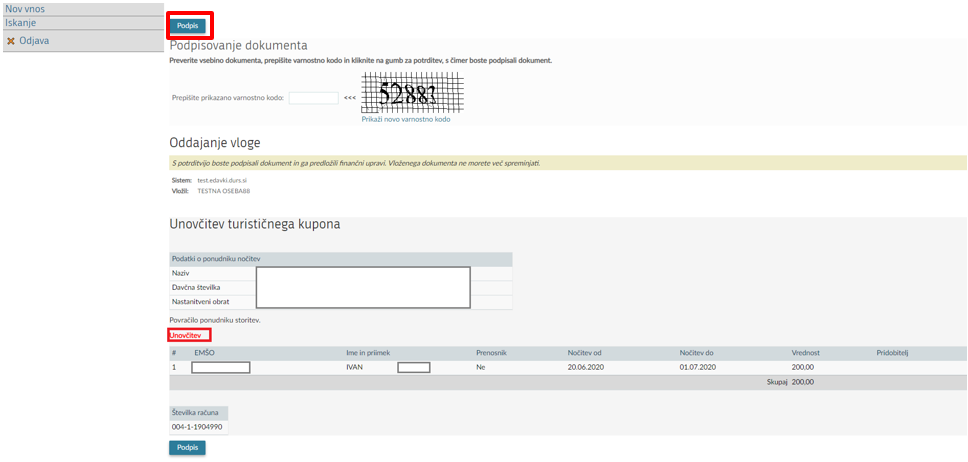 Nov vnos
Iskanje
Odjava
Podpis
Podpisovanje dokumenta
Preverite vsebino dokumenta, prepišite varnostno kodo in kliknite na gumb za potrditev, s čimer boste podpisali dokument.
Prepišite prikazano varnostno kodo: <<< 52883
Prikaži novo varnostno kodo
Oddajanje vloge
S potrditvijo boste podpisali dokument in ga predložili finančni upravi. Vloženega dokumenta ne morete več spreminjati.
Sistem: test.edavki.durs.si
Vložil: TESTNA OSEBA88
Unovčitev turističnega kupona
Podatki o ponudniku nočitev
Naziv
Davčna številka
Nastanitveni obrat
Povračilo ponudniku storitev.
Unovčitev
# EMŠO Ime in priimek Prenosnik Nočitev od Nočitev do Vrednost Pridobitelj
1 IVAN Ne 20.06.2020 01.07.2020 200,00
Skupaj 200,00
Številka računa
004-1-1904990
Podpis